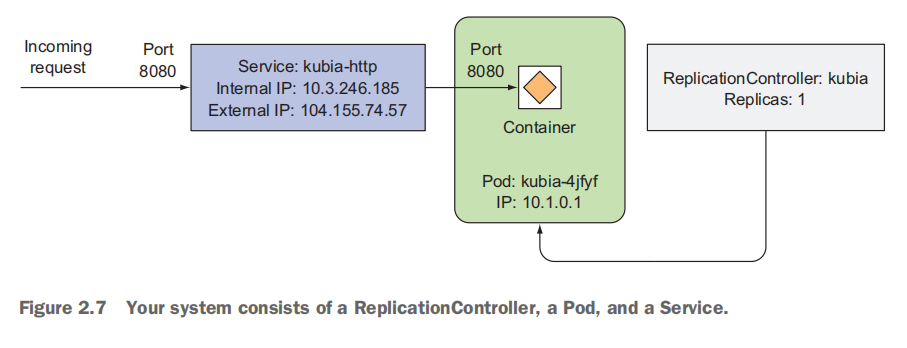 Incoming
request
Port
8080
Service: kubia-http
Internal IP: 10.3.246.185
External IP: 104.155.74.57
Port
8080
Container
Pod: kubia-4jfyf
IP: 10.1.0.1
ReplicationController: kubia
Replicas: 1
Figure 2.7 Your system consists of a ReplicationController, a Pod, and a Service.